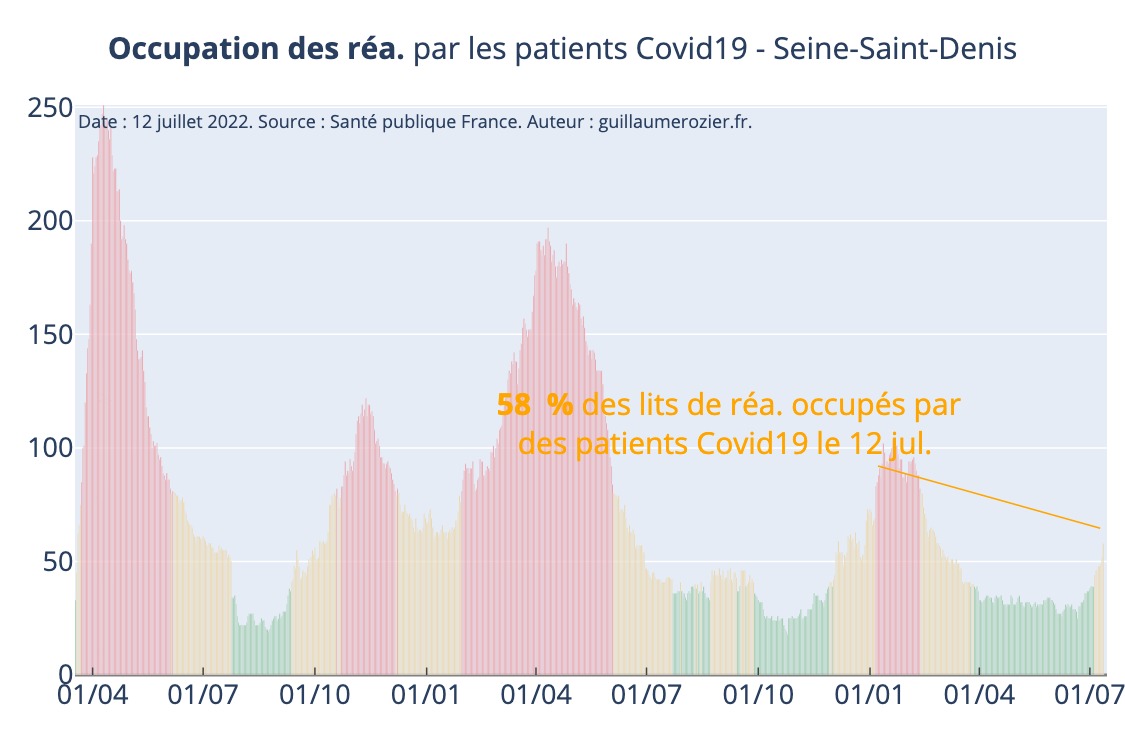 Occupation des réa. par les patients Covid19 - Seine-Saint-Denis
250
Date : 12 juillet 2022. Source : Santé publique France. Auteur : guillaumerozier.fr.
200
150
58 % des lits de réa. occupés par
des patients Covid19 le 12 jul.
100
50
0
01/04 01/07 01/10 01/01 01/04 01/07 01/10 01/01 01/04 01/07